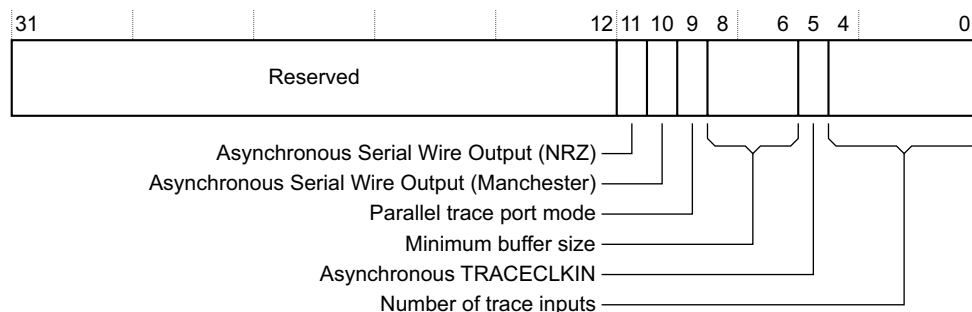 31 12 11 10 9 8 6 5 4 0
Reserved
Asynchronous Serial Wire Output (NRZ)
Asynchronous Serial Wire Output (Manchester)
Parallel trace port mode
Minimum buffer size
Asynchronous TRACECLKIN
Number of trace inputs